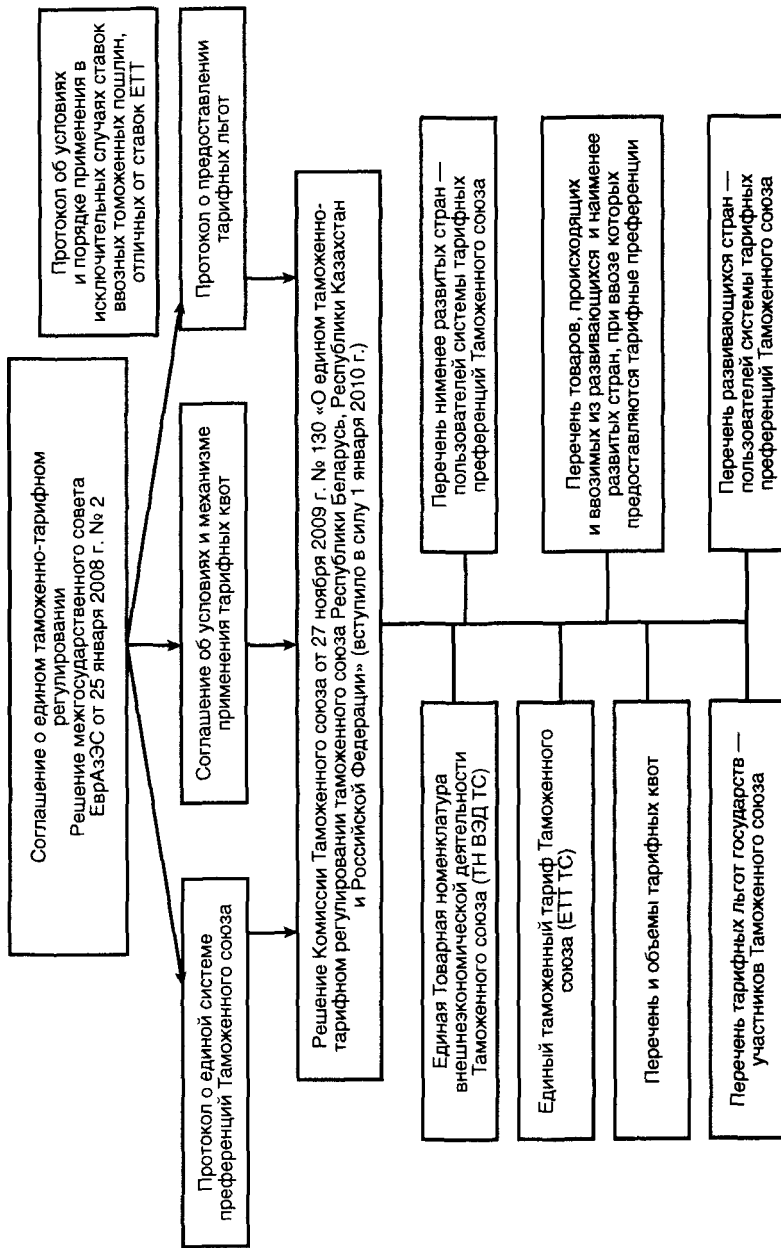 Соглашение о едином таможенно-тарифном
регулировании
Решение межгосударственного совета
ЕврАзЭС от 25 января 2008 г. № 2
Протокол об условиях
и порядке применения в
исключительных случаях ставок
ввозных томоженных пошлин,
отличных от ставок ЕТТ
Протокол о единой системе
преференций Таможенного союза
Соглашение об условиях и механизме
применения тарифных квот
Протокол о предоставлении
тарифных льгот
Решение Комиссии Таможенного союза от 27 ноября 2009 г. № 130 «О едином таможенно-
тарифном регулировании таможенного союза Республики Беларусь, Республики Казахстан
и Российской Федерации» (вступило в силу 1 января 2010 г.)
Единая Товарная номенклатура
внешнезкономической деятельности
Таможенного союза (ТН ВЭД ТС)
Единый таможенный тариф Таможенного
союза (ЕТТ ТС)
Перечень и объемы тарифных квот
Перечень тарифных льгот государств —
участников Таможенного союза
Перечень нименее развитых стран —
пользователей системы тарифных
преференций Таможенного союза
Перечень товаров, происходящих
и ввозимых из развивающихся и наименее
развитых стран, при ввозе которых
предоставляются тарифные преференции
Перечень развивающихся стран —
пользователей системы тарифных
преференций Таможенного союза